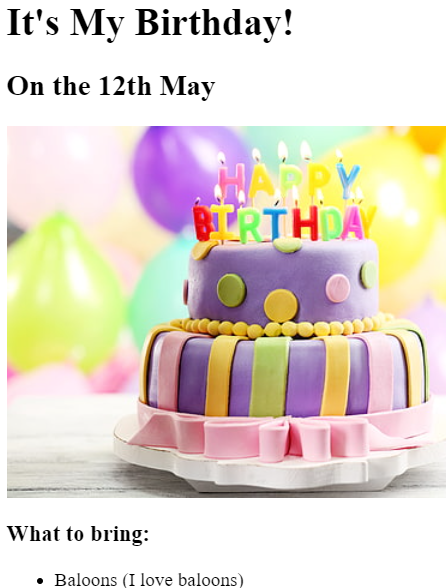 It's My Birthday!
On the 12th May
HAPPY
BIRTHDAY
What to bring:
Baloons (I love baloons)